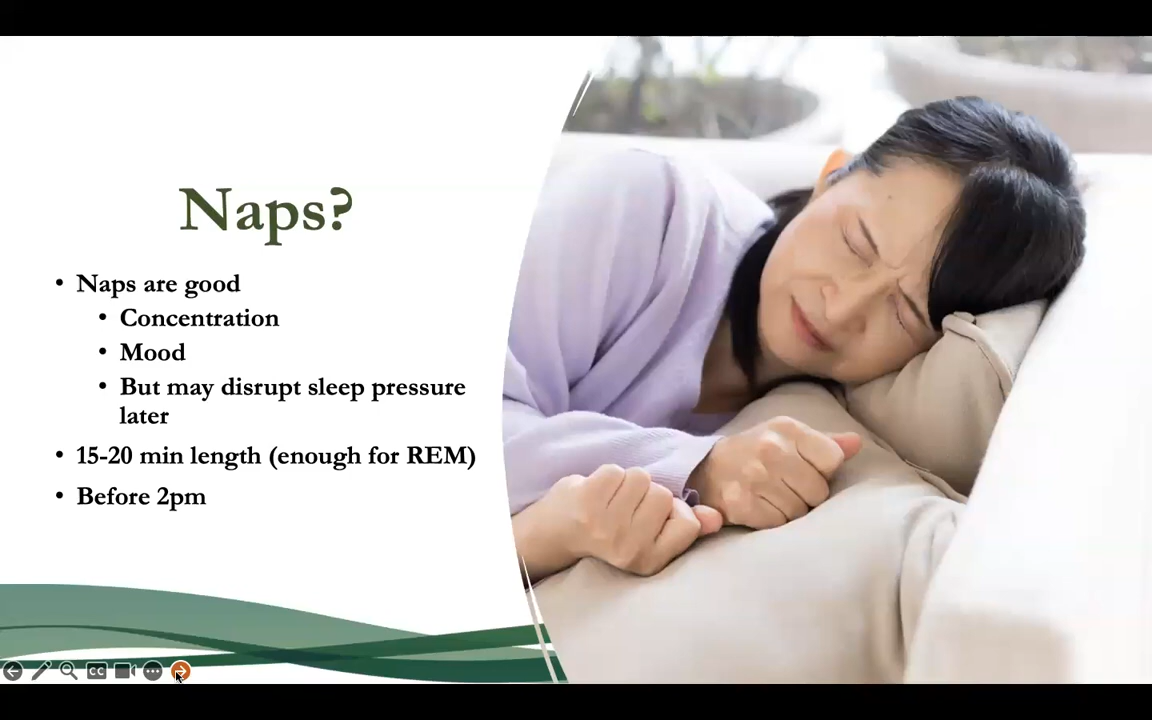 Naps?
• Naps are good
• Concentration
• Mood
• But may disrupt sleep pressure
later
• 15-20 min length (enough for REM)
• Before 2pm
CC